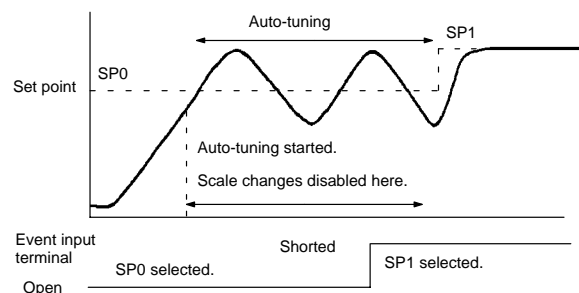 Auto-tuning
SP1
SP0
Set point
Auto-tuning started.
Scale changes disabled here.
Event input
terminal
Shorted
SP0 selected.
SP1 selected.
Open